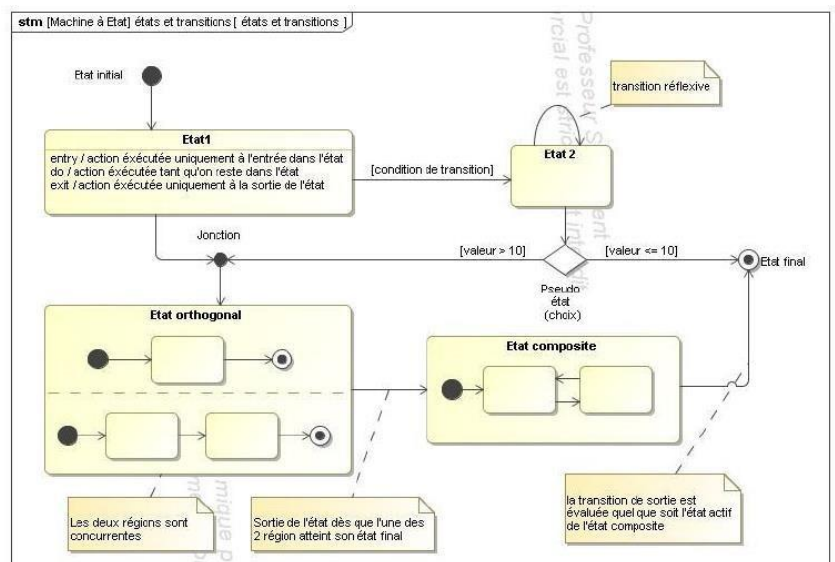 stm [Machine à Etat] états et transitions [ états et transitions ]
Etat initial
transition réflexive
Etat1
entry / action éxécutée uniquement à l'entrée dans l'état
do / action éxécutée tant qu'on reste dans l'état
exit / action éxécutée uniquement à la sortie de l'état
[condition de transition]
Etat 2
Jonction
[valeur > 10]
[valeur <= 10]
Etat final
Pseudo
état
(choix)
Etat orthogonal
Etat composite
Les deux régions sont
concurrentes
Sortie de l'état dès que l'une des
2 région atteint son état final
la transition de sortie est
évaluée quel que soit l'état actif
de l'état composite
Professeur
rcial est